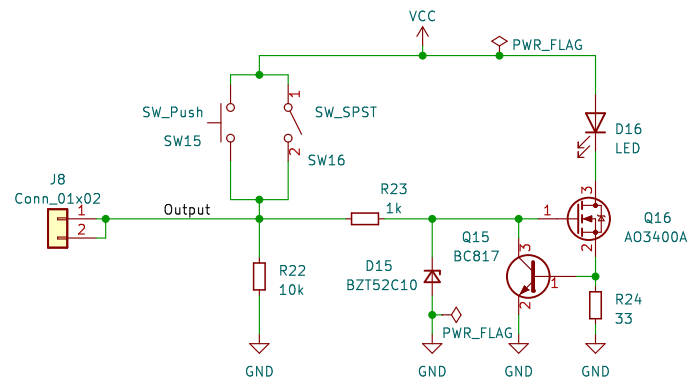 VCC
PWR_FLAG
SW_Push
SW15
1
SW_SPST
2
SW16
D16
LED
J8
Conn_01x02
1
2
Output
R23
1k
1
3
Q16
AO3400A
2
Q15
BC817
3
1
2
D15
BZT52C10
R22
10k
R24
33
PWR_FLAG
GND
GND
GND
GND